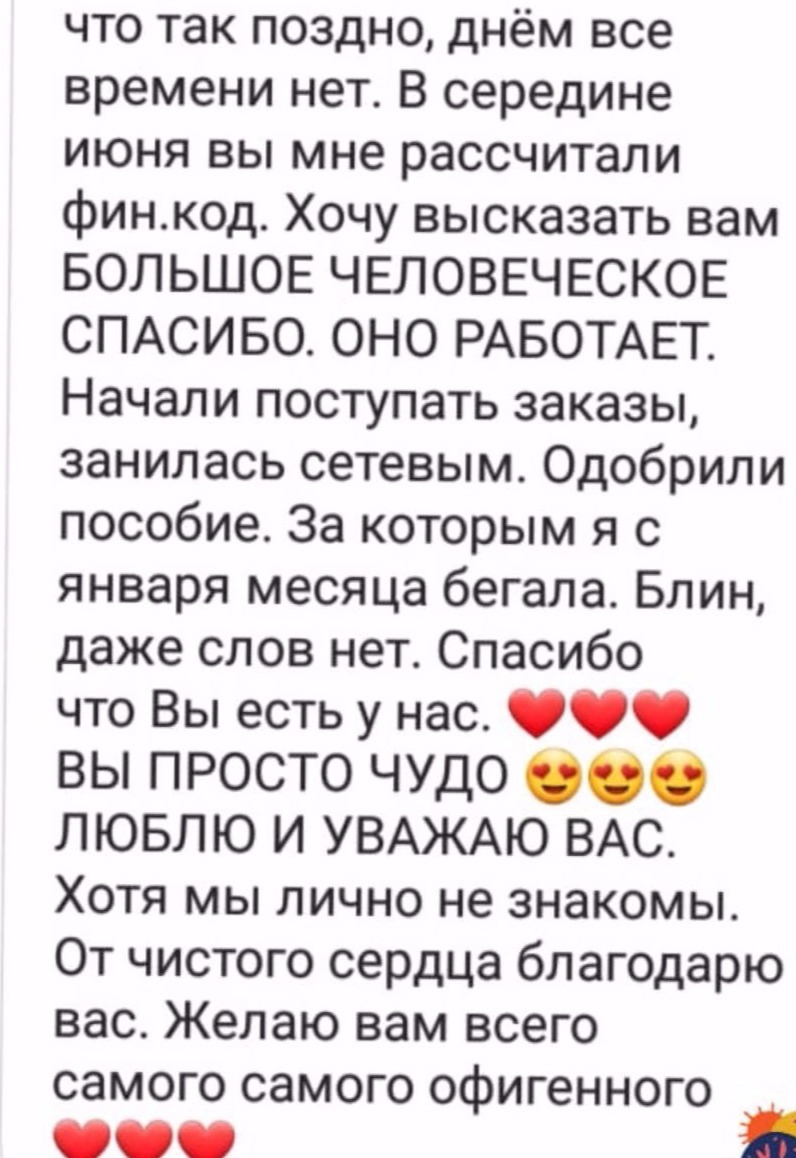 что так поздно, днём все
времени нет. В середине
июня вы мне рассчитали
фин.код. Хочу высказать вам
БОЛЬШОЕ ЧЕЛОВЕЧЕСКОЕ
СПАСИБО. ОНО РАБОТАЕТ.
Начали поступать заказы,
занилась сетевым. Одобрили
пособие. За которым я с
января месяца бегала. Блин,
даже слов нет. Спасибо
что Вы есть у нас. ❤️❤️❤️
ВЫ ПРОСТО ЧУДО 😍😍😍
ЛЮБЛЮ И УВАЖАЮ ВАС.
Хотя мы лично не знакомы.
От чистого сердца благодарю
вас. Желаю вам всего
самого самого офигенного
❤️❤️❤️